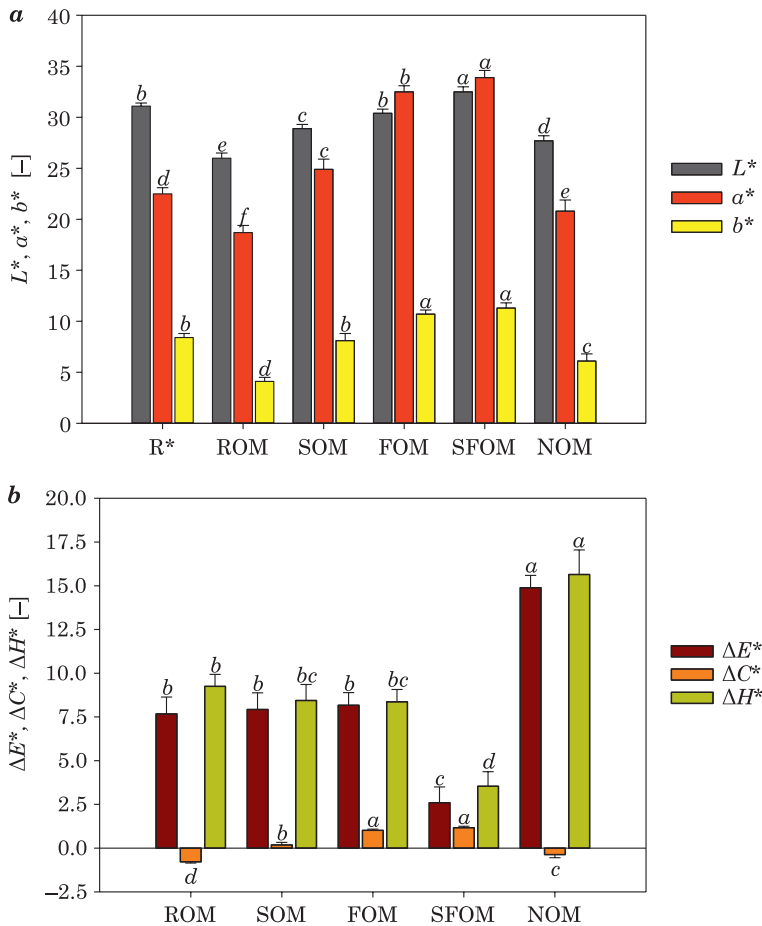 a
40
35
30
25
20
15
10
5
0
L*, a*, b* [–]
b d b
e f d
c c b
b b a
a a a
d e c
R* ROM SOM FOM SFOM NOM
L*
a*
b*
b
20.0
17.5
15.0
12.5
10.0
7.5
5.0
2.5
0.0
–2.5
ΔE*, ΔC*, ΔH* [–]
b d b
b b bc
b a bc
c a d
a c a
ROM SOM FOM SFOM NOM
ΔE*
ΔC*
ΔH*